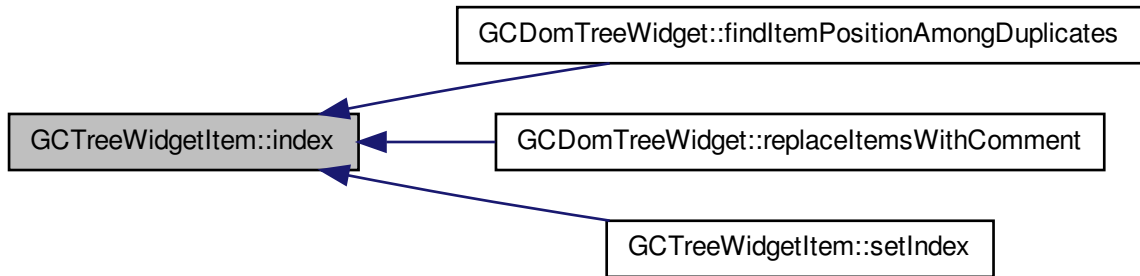 GCDomTreeWidget::findItemPositionAmongDuplicates
GCTreeWidgetItem::index
GCDomTreeWidget::replaceItemsWithComment
GCTreeWidgetItem::setIndex